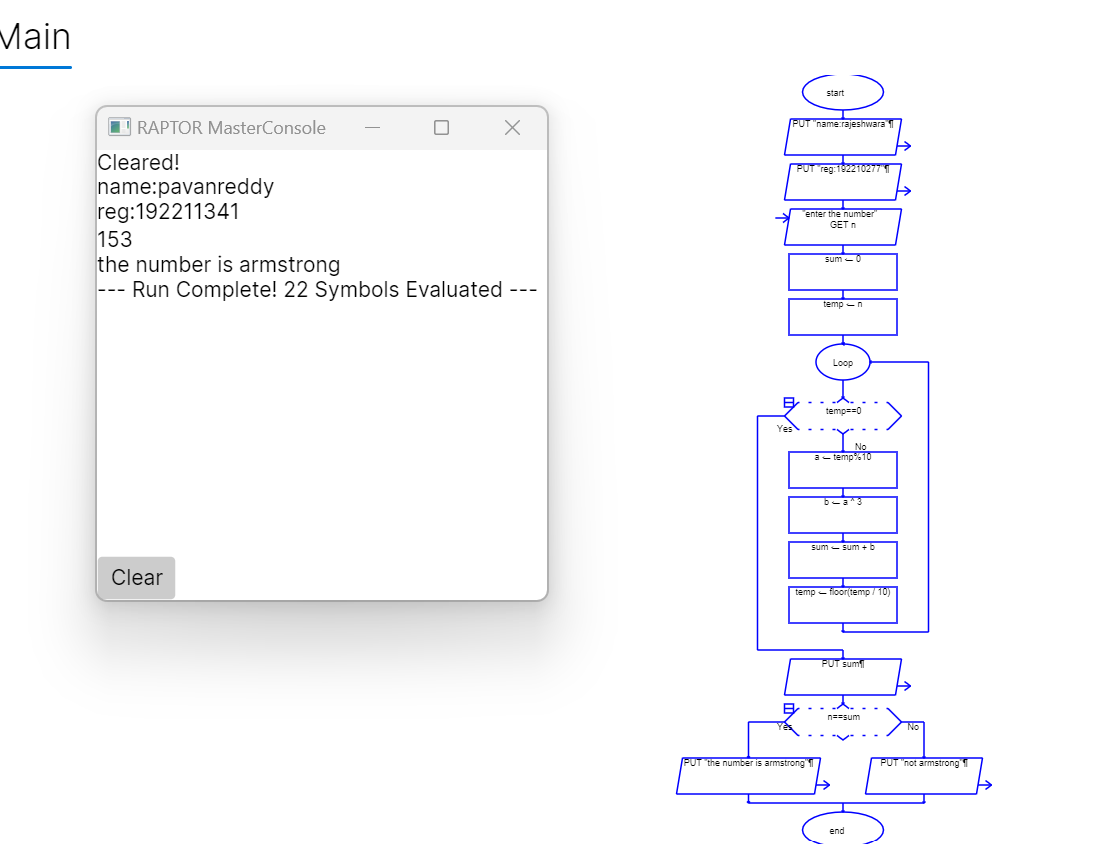 Main
RAPTOR MasterConsole
Cleared!
name:pavanreddy
reg:192211341
153
the number is armstrong
--- Run Complete! 22 Symbols Evaluated ---
Clear
start
PUT "name:rajeshwara"¶
PUT "reg:192210277"¶
"enter the number"
GET n
sum ← 0
temp ← n
Loop
temp==0
Yes
No
a ← temp%10
b ← a ^ 3
sum ← sum + b
temp ← floor(temp / 10)
PUT sum¶
n==sum
Yes
No
PUT "the number is armstrong"¶
PUT "not armstrong"¶
end